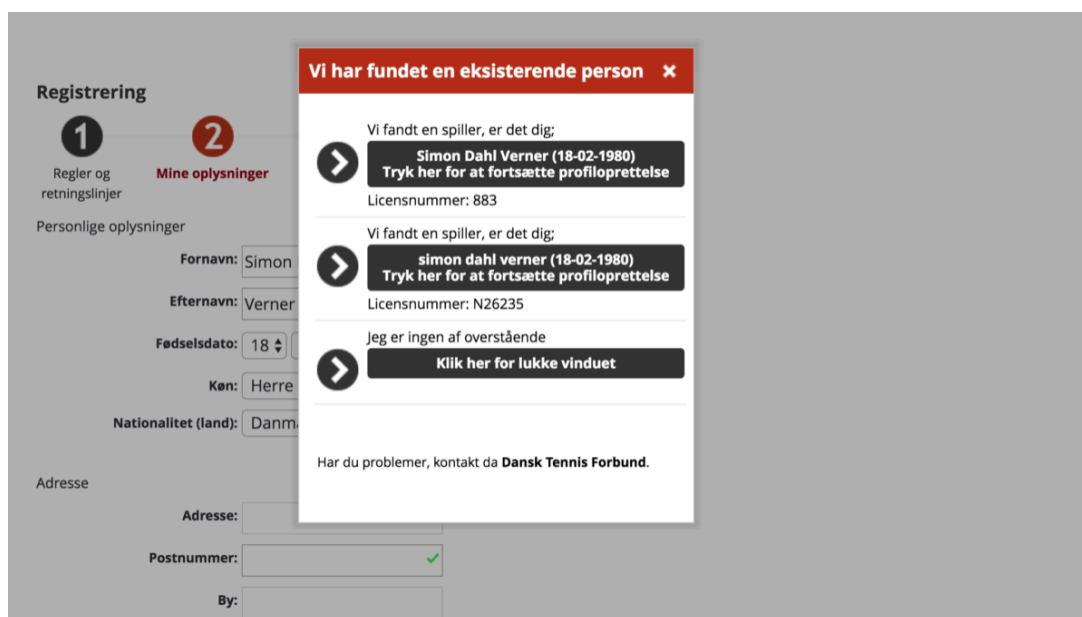 Vi har fundet en eksisterende person ×
Registrering
1
2
Regler og
retningslinjer
Mine oplysninger
Vi fandt en spiller, er det dig;
Simon Dahl Verner (18-02-1980)
Tryk her for at fortsætte profiloprettelse
Licensnummer: 883
Vi fandt en spiller, er det dig;
simon dahl verner (18-02-1980)
Tryk her for at fortsætte profiloprettelse
Licensnummer: N26235
Jeg er ingen af overstående
Klik her for lukke vinduet
Har du problemer, kontakt da Dansk Tennis Forbund.
Personlige oplysninger
Fornavn: Simon
Efternavn: Verner
Fødselsdato: 18
Køn: Herre
Nationalitet (land):
Adresse
Adresse:
Postnummer:
By: